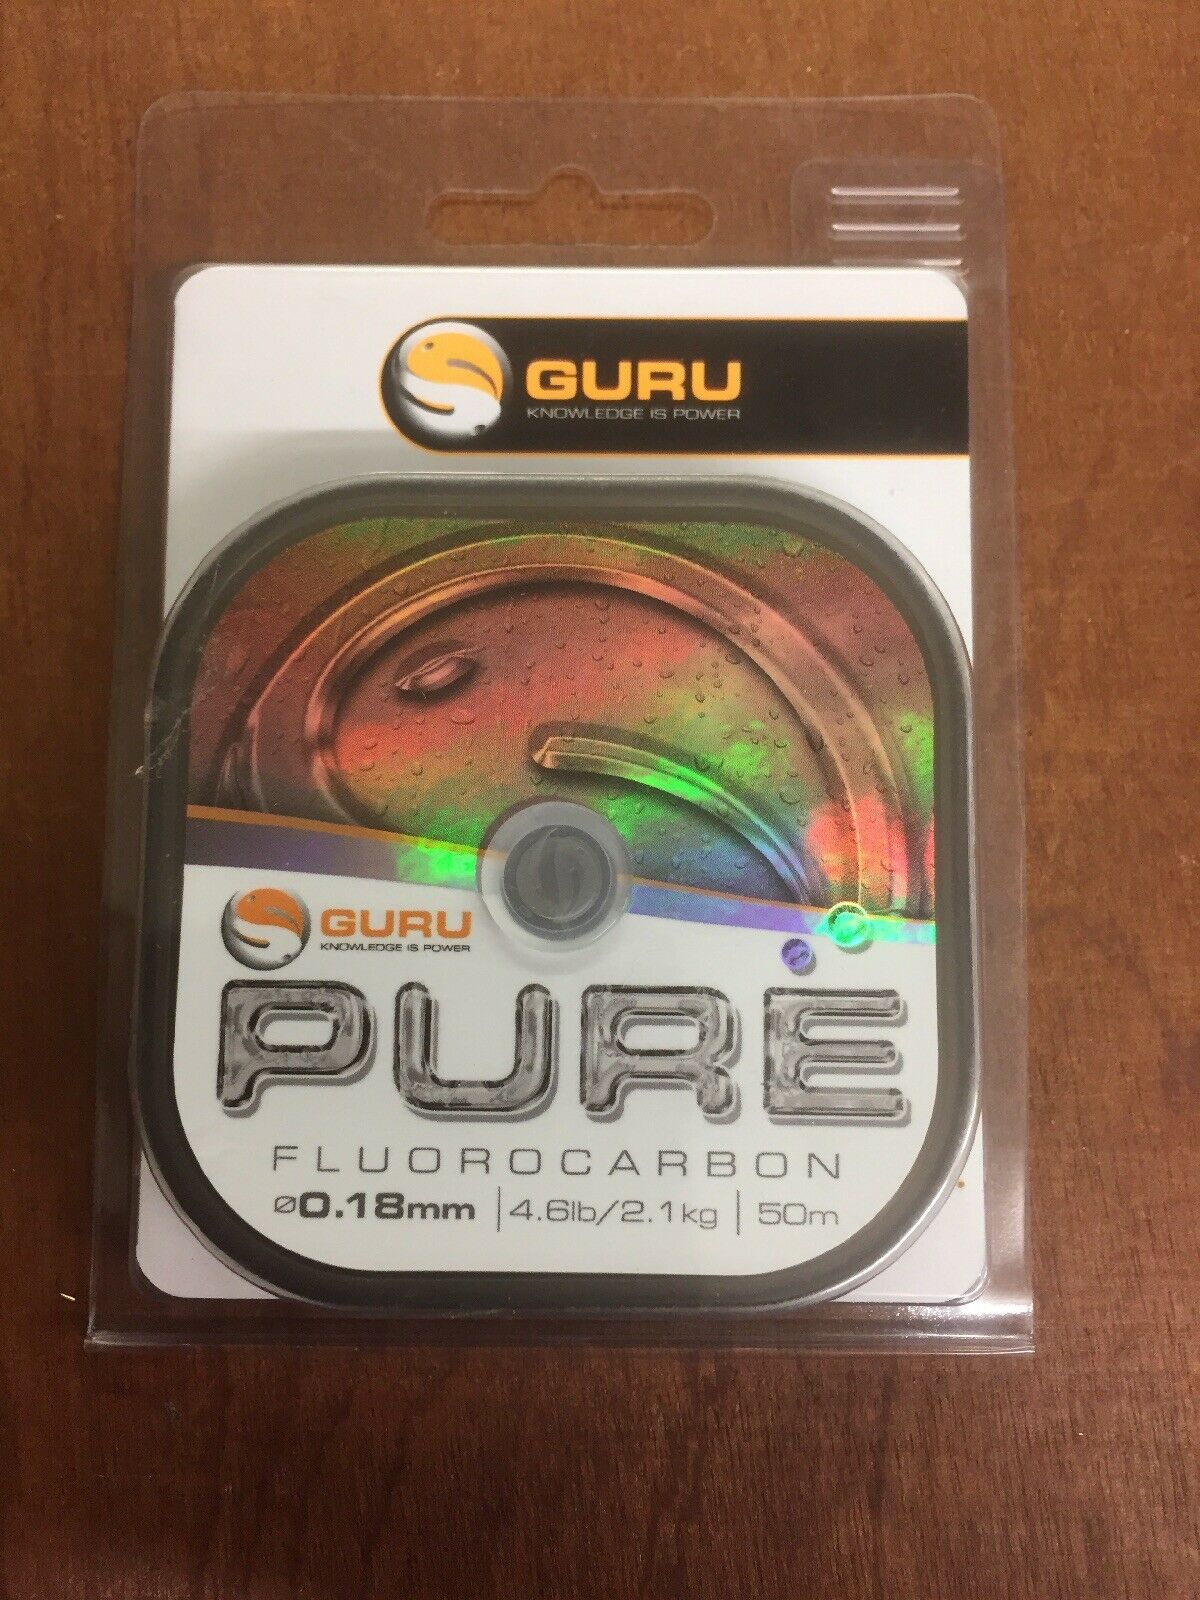 GURU
KNOWLEDGE IS POWER
GURU
KNOWLEDGE IS POWER
PURE
FLUOROCARBON
ø0.18mm | 4.6lb/2.1kg | 50m